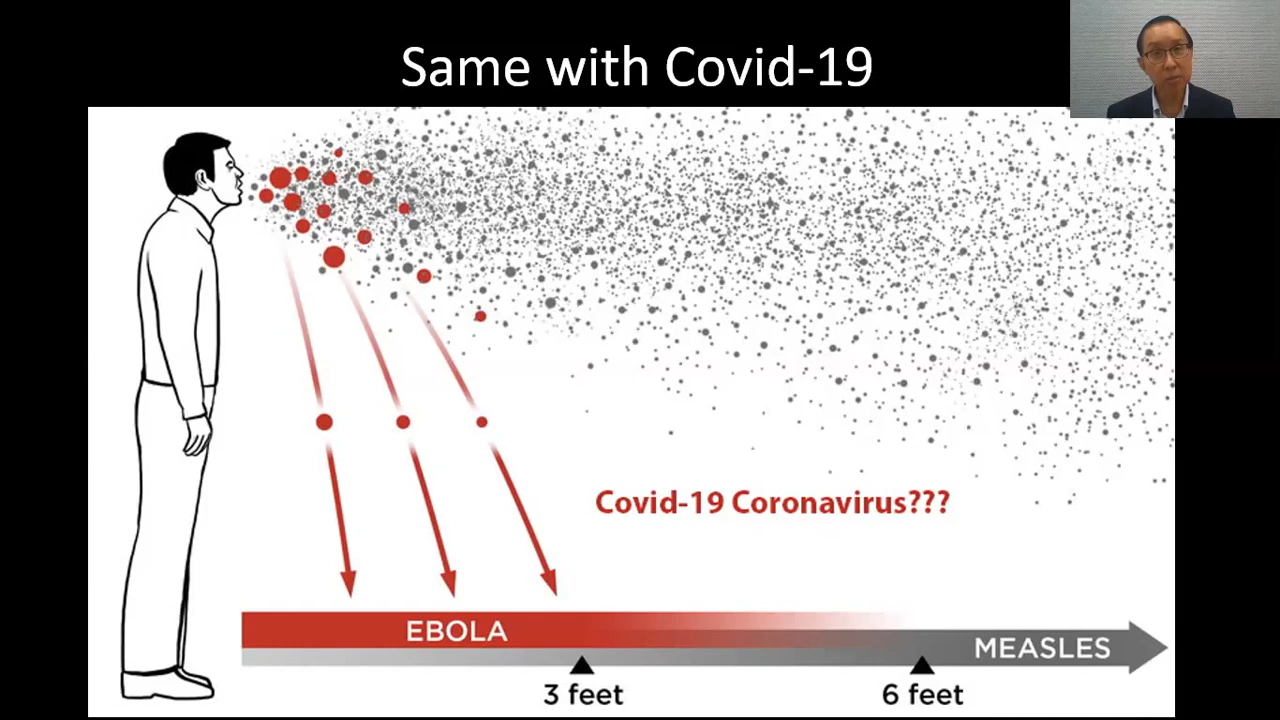 Same with Covid-19
Covid-19 Coronavirus???
EBOLA
MEASLES
3 feet
6 feet